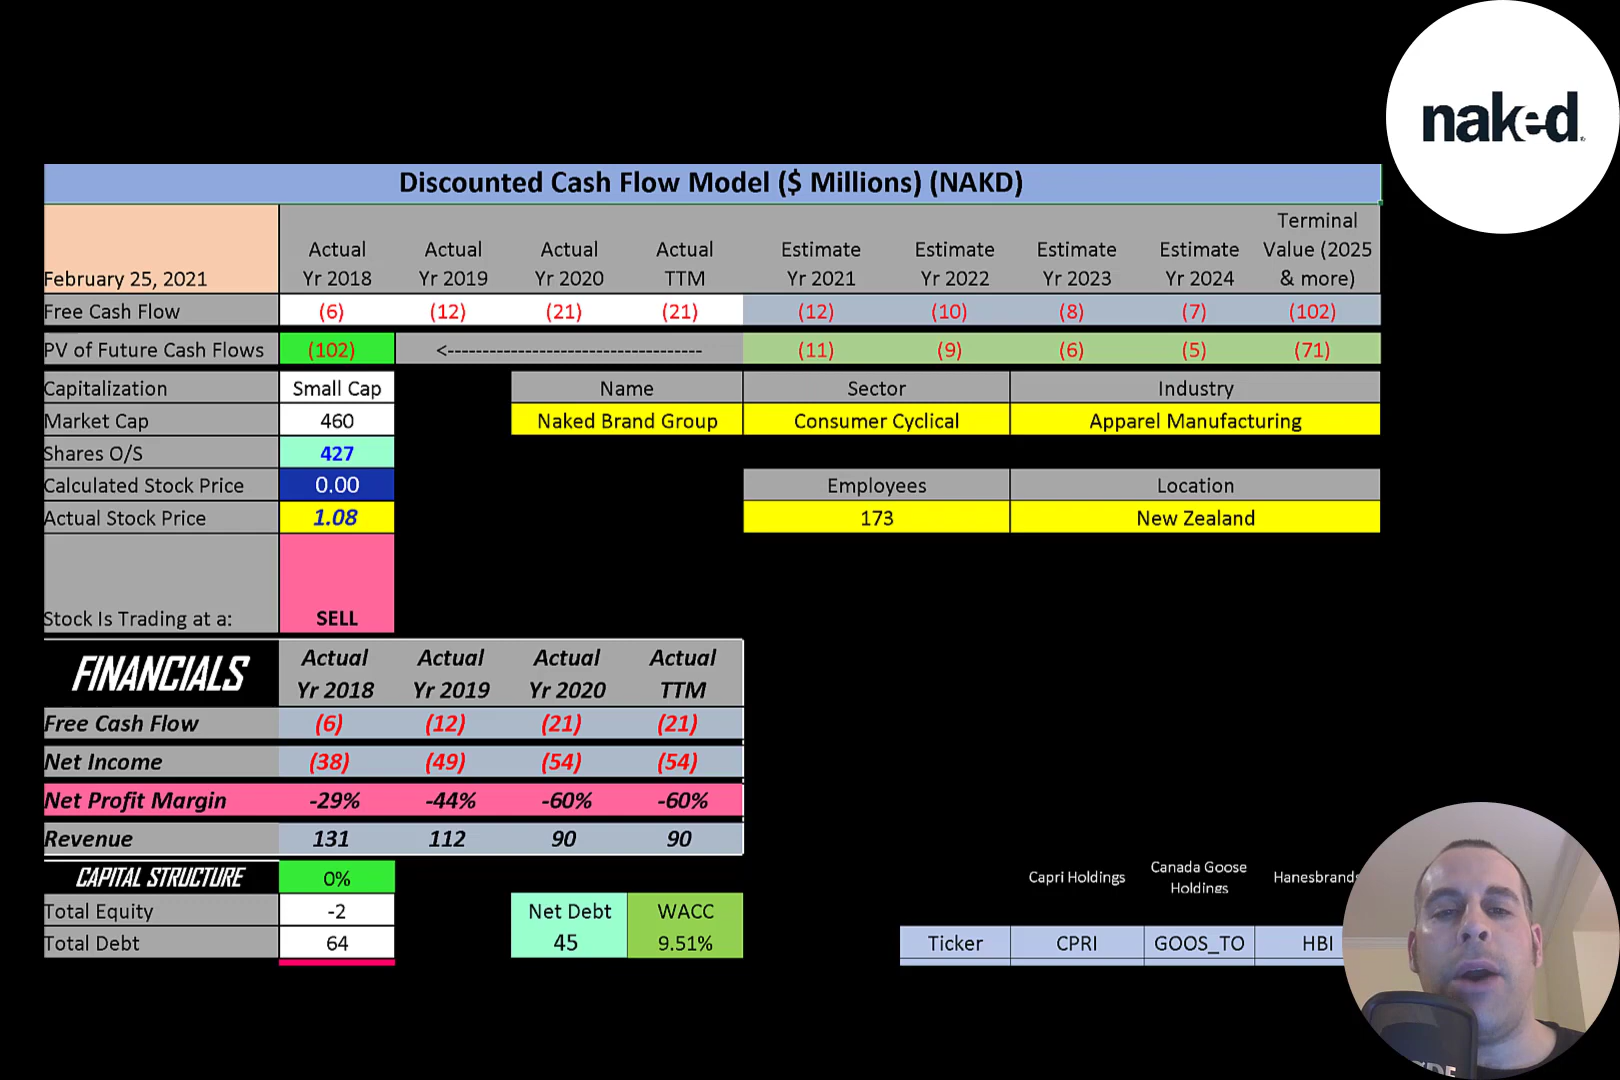 naked
Discounted Cash Flow Model ($ Millions) (NAKD)
February 25, 2021 Actual Yr 2018 Actual Yr 2019 Actual Yr 2020 Actual TTM Estimate Yr 2021 Estimate Yr 2022 Estimate Yr 2023 Estimate Yr 2024 Terminal Value (2025 & more)
Free Cash Flow (6) (12) (21) (21) (12) (10) (8) (7) (102)
PV of Future Cash Flows (102) <------------------------------------ (11) (9) (6) (5) (71)
Capitalization Small Cap Name Sector Industry
Market Cap 460 Naked Brand Group Consumer Cyclical Apparel Manufacturing
Shares O/S 427
Calculated Stock Price 0.00 Employees Location
Actual Stock Price 1.08 173 New Zealand
Stock Is Trading at a: SELL
FINANCIALS Actual Yr 2018 Actual Yr 2019 Actual Yr 2020 Actual TTM
Free Cash Flow (6) (12) (21) (21)
Net Income (38) (49) (54) (54)
Net Profit Margin -29% -44% -60% -60%
Revenue 131 112 90 90
CAPITAL STRUCTURE 0% Capri Holdings Canada Goose Holdings Hanesbrands
Total Equity -2 Net Debt WACC
Total Debt 64 45 9.51% Ticker CPRI GOOS_TO HBI